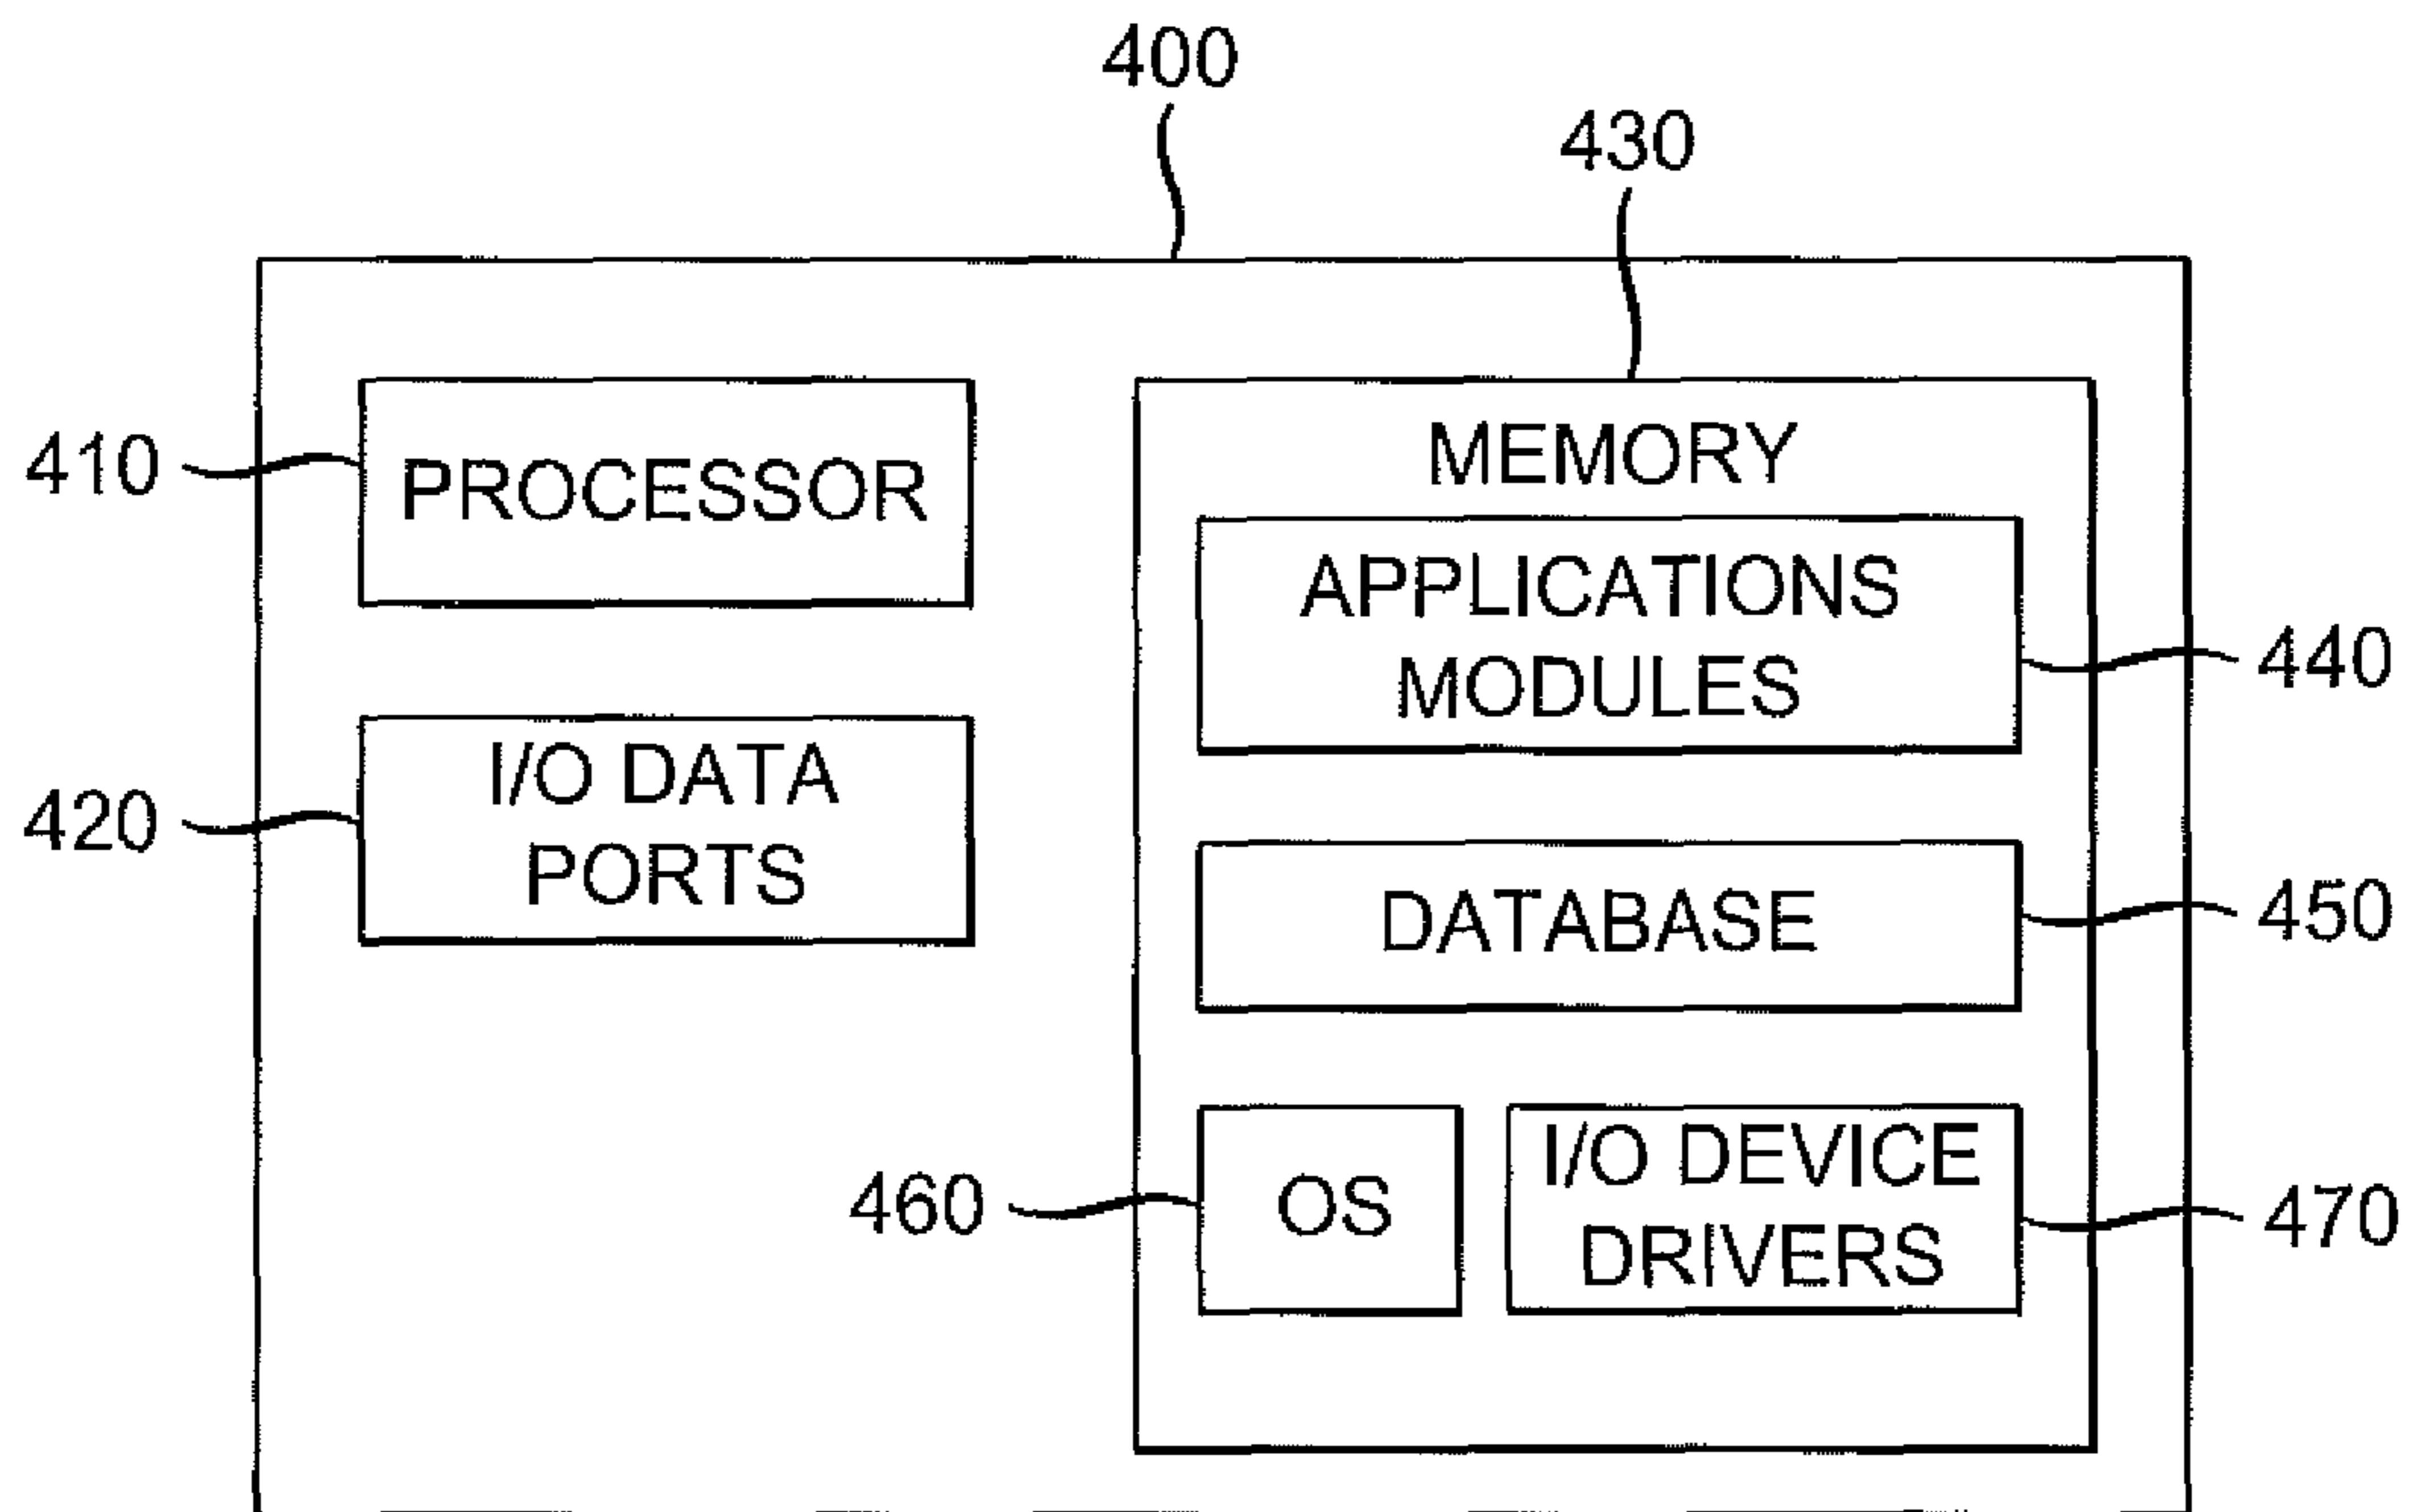 400
430
410
PROCESSOR
MEMORY
APPLICATIONS
MODULES
440
420
I/O DATA
PORTS
DATABASE
450
460
OS
I/O DEVICE
DRIVERS
470